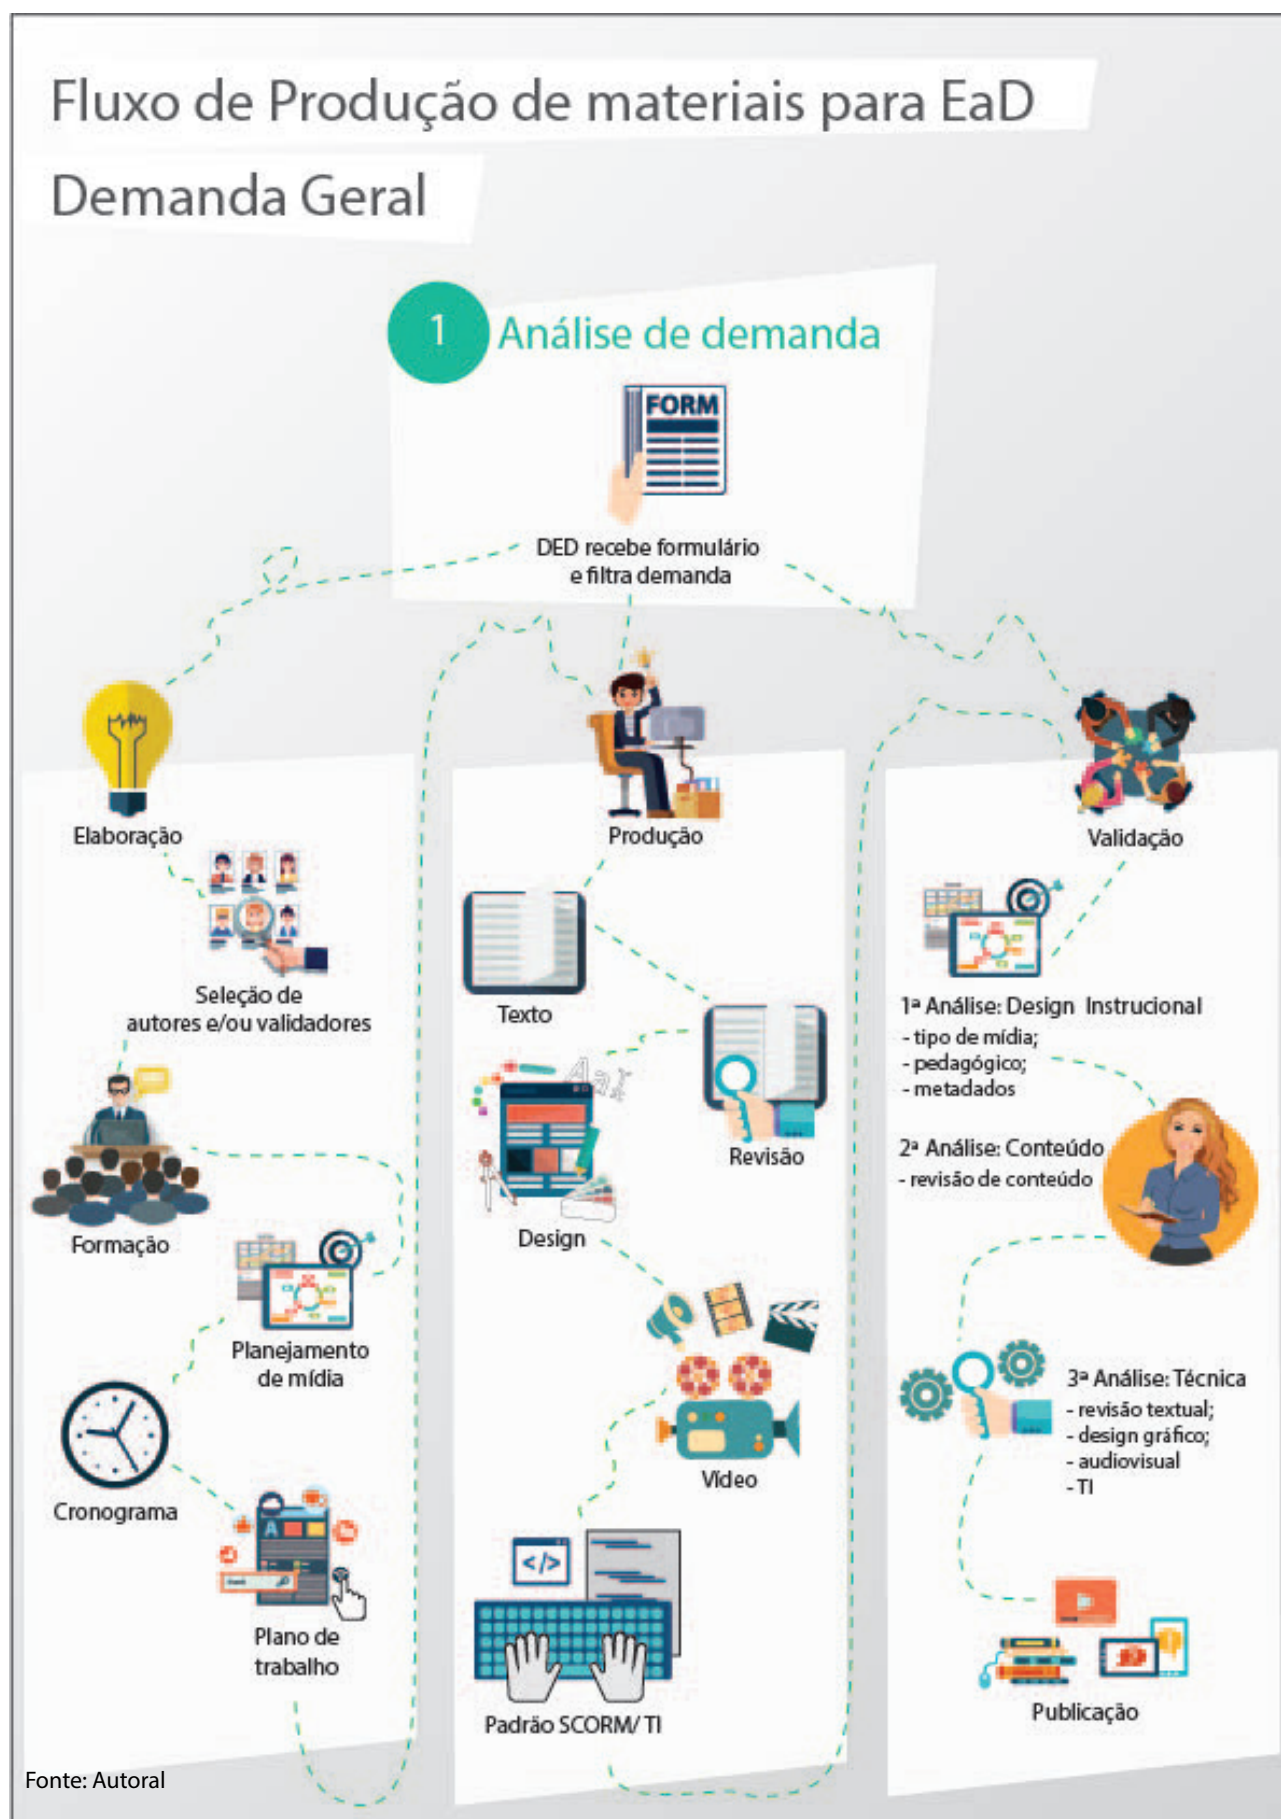 Fluxo de Produção de materiais para EaD
Demanda Geral
1
Análise de demanda
FORM
DED recebe formulário
e filtra demanda
Elaboração
Seleção de
autores e/ou validadores
Formação
Planejamento
de mídia
Cronograma
A
Plano de
trabalho
Produção
Texto
Revisão
Design
Vídeo
</>
Padrão SCORM/ TI
Validação
1ª Análise: Design Instrucional
- tipo de mídia;
- pedagógico;
- metadados
2ª Análise: Conteúdo
- revisão de conteúdo
3ª Análise: Técnica
- revisão textual;
- design gráfico;
- audiovisual
- TI
Publicação
Fonte: Autoral